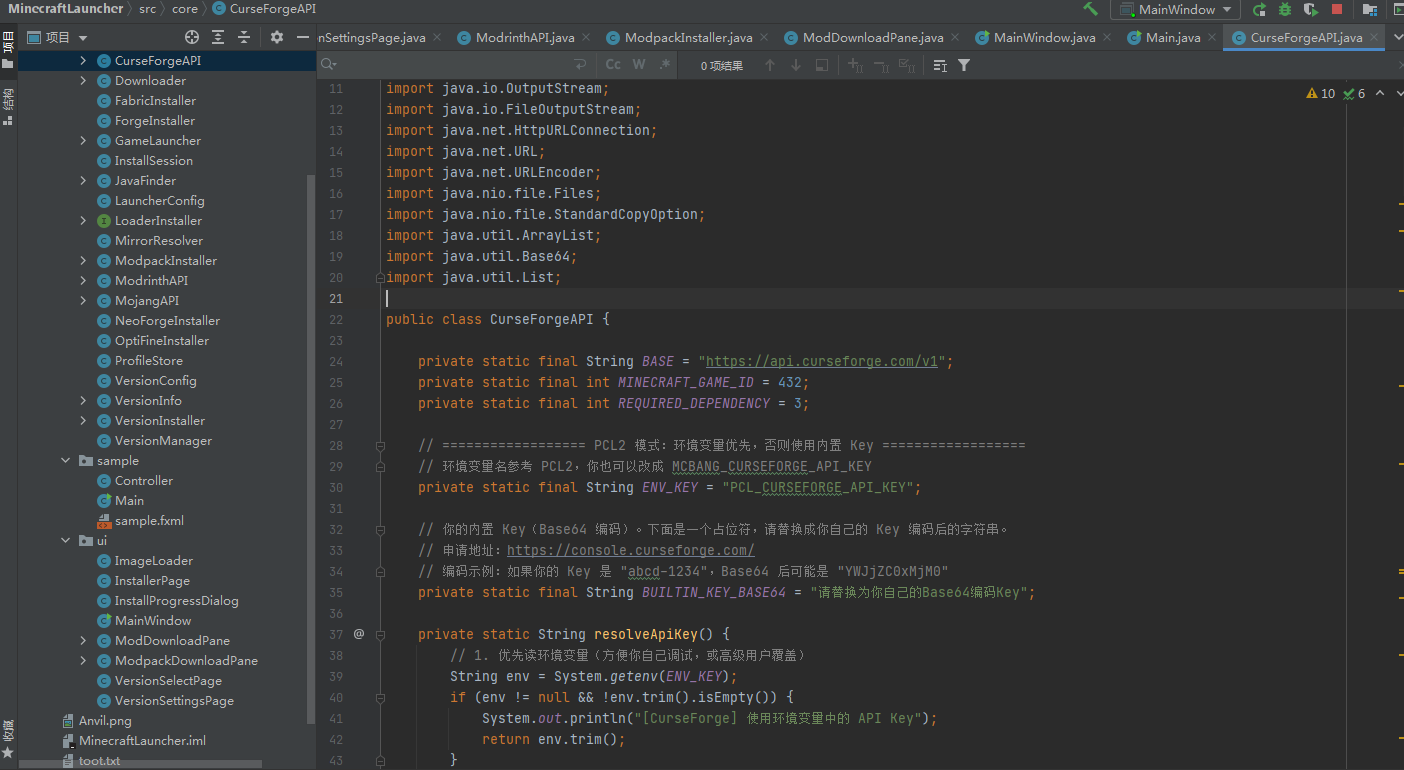 MinecraftLauncher src core CurseForgeAPI MainWindow
项目 项目 onSettingsPage.java ModrinthAPI.java ModpackInstaller.java ModDownloadPane.java MainWindow.java Main.java CurseForgeAPI.java
Cc W .* 0 项结果
10 6
结构
收藏
CurseForgeAPI
Downloader
FabricInstaller
ForgeInstaller
GameLauncher
InstallSession
JavaFinder
LauncherConfig
LoaderInstaller
MirrorResolver
ModpackInstaller
ModrinthAPI
MojangAPI
NeoForgeInstaller
OptiFineInstaller
ProfileStore
VersionConfig
VersionInfo
VersionInstaller
VersionManager
sample
Controller
Main
sample.fxml
ui
ImageLoader
InstallerPage
InstallProgressDialog
MainWindow
ModDownloadPane
ModpackDownloadPane
VersionSelectPage
VersionSettingsPage
Anvil.png
MinecraftLauncher.iml
toot.txt
11 import java.io.OutputStream;
12 import java.io.FileOutputStream;
13 import java.net.HttpURLConnection;
14 import java.net.URL;
15 import java.net.URLEncoder;
16 import java.nio.file.Files;
17 import java.nio.file.StandardCopyOption;
18 import java.util.ArrayList;
19 import java.util.Base64;
20 import java.util.List;
21
22 public class CurseForgeAPI {
23
24 private static final String BASE = "https://api.curseforge.com/v1";
25 private static final int MINECRAFT_GAME_ID = 432;
26 private static final int REQUIRED_DEPENDENCY = 3;
27
28 // ================== PCL2 模式：环境变量优先，否则使用内置 Key ==================
29 // 环境变量名参考 PCL2，你也可以改成 MCBANG_CURSEFORGE_API_KEY
30 private static final String ENV_KEY = "PCL_CURSEFORGE_API_KEY";
31
32 // 你的内置 Key（Base64 编码）。下面是一个占位符，请替换成你自己的 Key 编码后的字符串。
33 // 申请地址：https://console.curseforge.com/
34 // 编码示例：如果你的 Key 是 "abcd-1234"，Base64 后可能是 "YWJjZC0xMjM0"
35 private static final String BUILTIN_KEY_BASE64 = "请替换为你自己的Base64编码Key";
36
37 @ private static String resolveApiKey() {
38 // 1. 优先读环境变量（方便你自己调试，或高级用户覆盖）
39 String env = System.getenv(ENV_KEY);
40 if (env != null && !env.trim().isEmpty()) {
41 System.out.println("[CurseForge] 使用环境变量中的 API Key");
42 return env.trim();
43 }